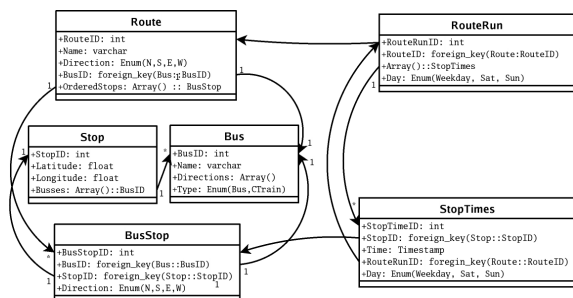 Route
+RouteID: int
+Name: varchar
+Direction: Enum(N,S,E,W)
+BusID: foreign_key(Bus::BusID)
+OrderedStops: Array() :: BusStop
RouteRun
+RouteRunID: int
+RouteID: foreign_key(Route:RouteID)
+Array()::StopTimes
+Day: Enum(Weekday, Sat, Sun)
1
1
1
Stop
+StopID: int
+Latitude: float
+Longitude: float
+Busses: Array()::BusID
1
1
*
Bus
+BusID: int
+Name: varchar
+Directions: Array()
+Type: Enum(Bus,CTrain)
1
1
BusStop
+BusStopID: int
+BusID: foreign_key(Bus::BusID)
+StopID: foreign_key(Stop::StopID)
+Direction: Enum(N,S,E,W)
*
1
1
1
StopTimes
+StopTimeID: int
+StopID: foreign_key(Stop::StopID)
+Time: Timestamp
+RouteRunID: foregin_key(Route::RouteID)
+Day: Enum(Weekday, Sat, Sun)
*